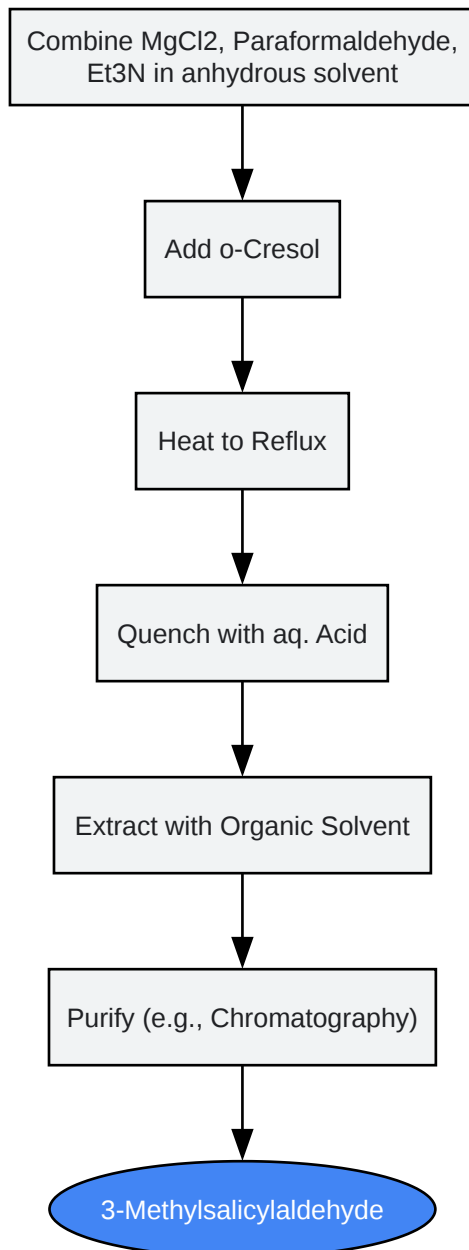 Combine MgCl2, Paraformaldehyde,
Et3N in anhydrous solvent
Add o-Cresol
Heat to Reflux
Quench with aq. Acid
Extract with Organic Solvent
Purify (e.g., Chromatography)
3-Methylsalicylaldehyde